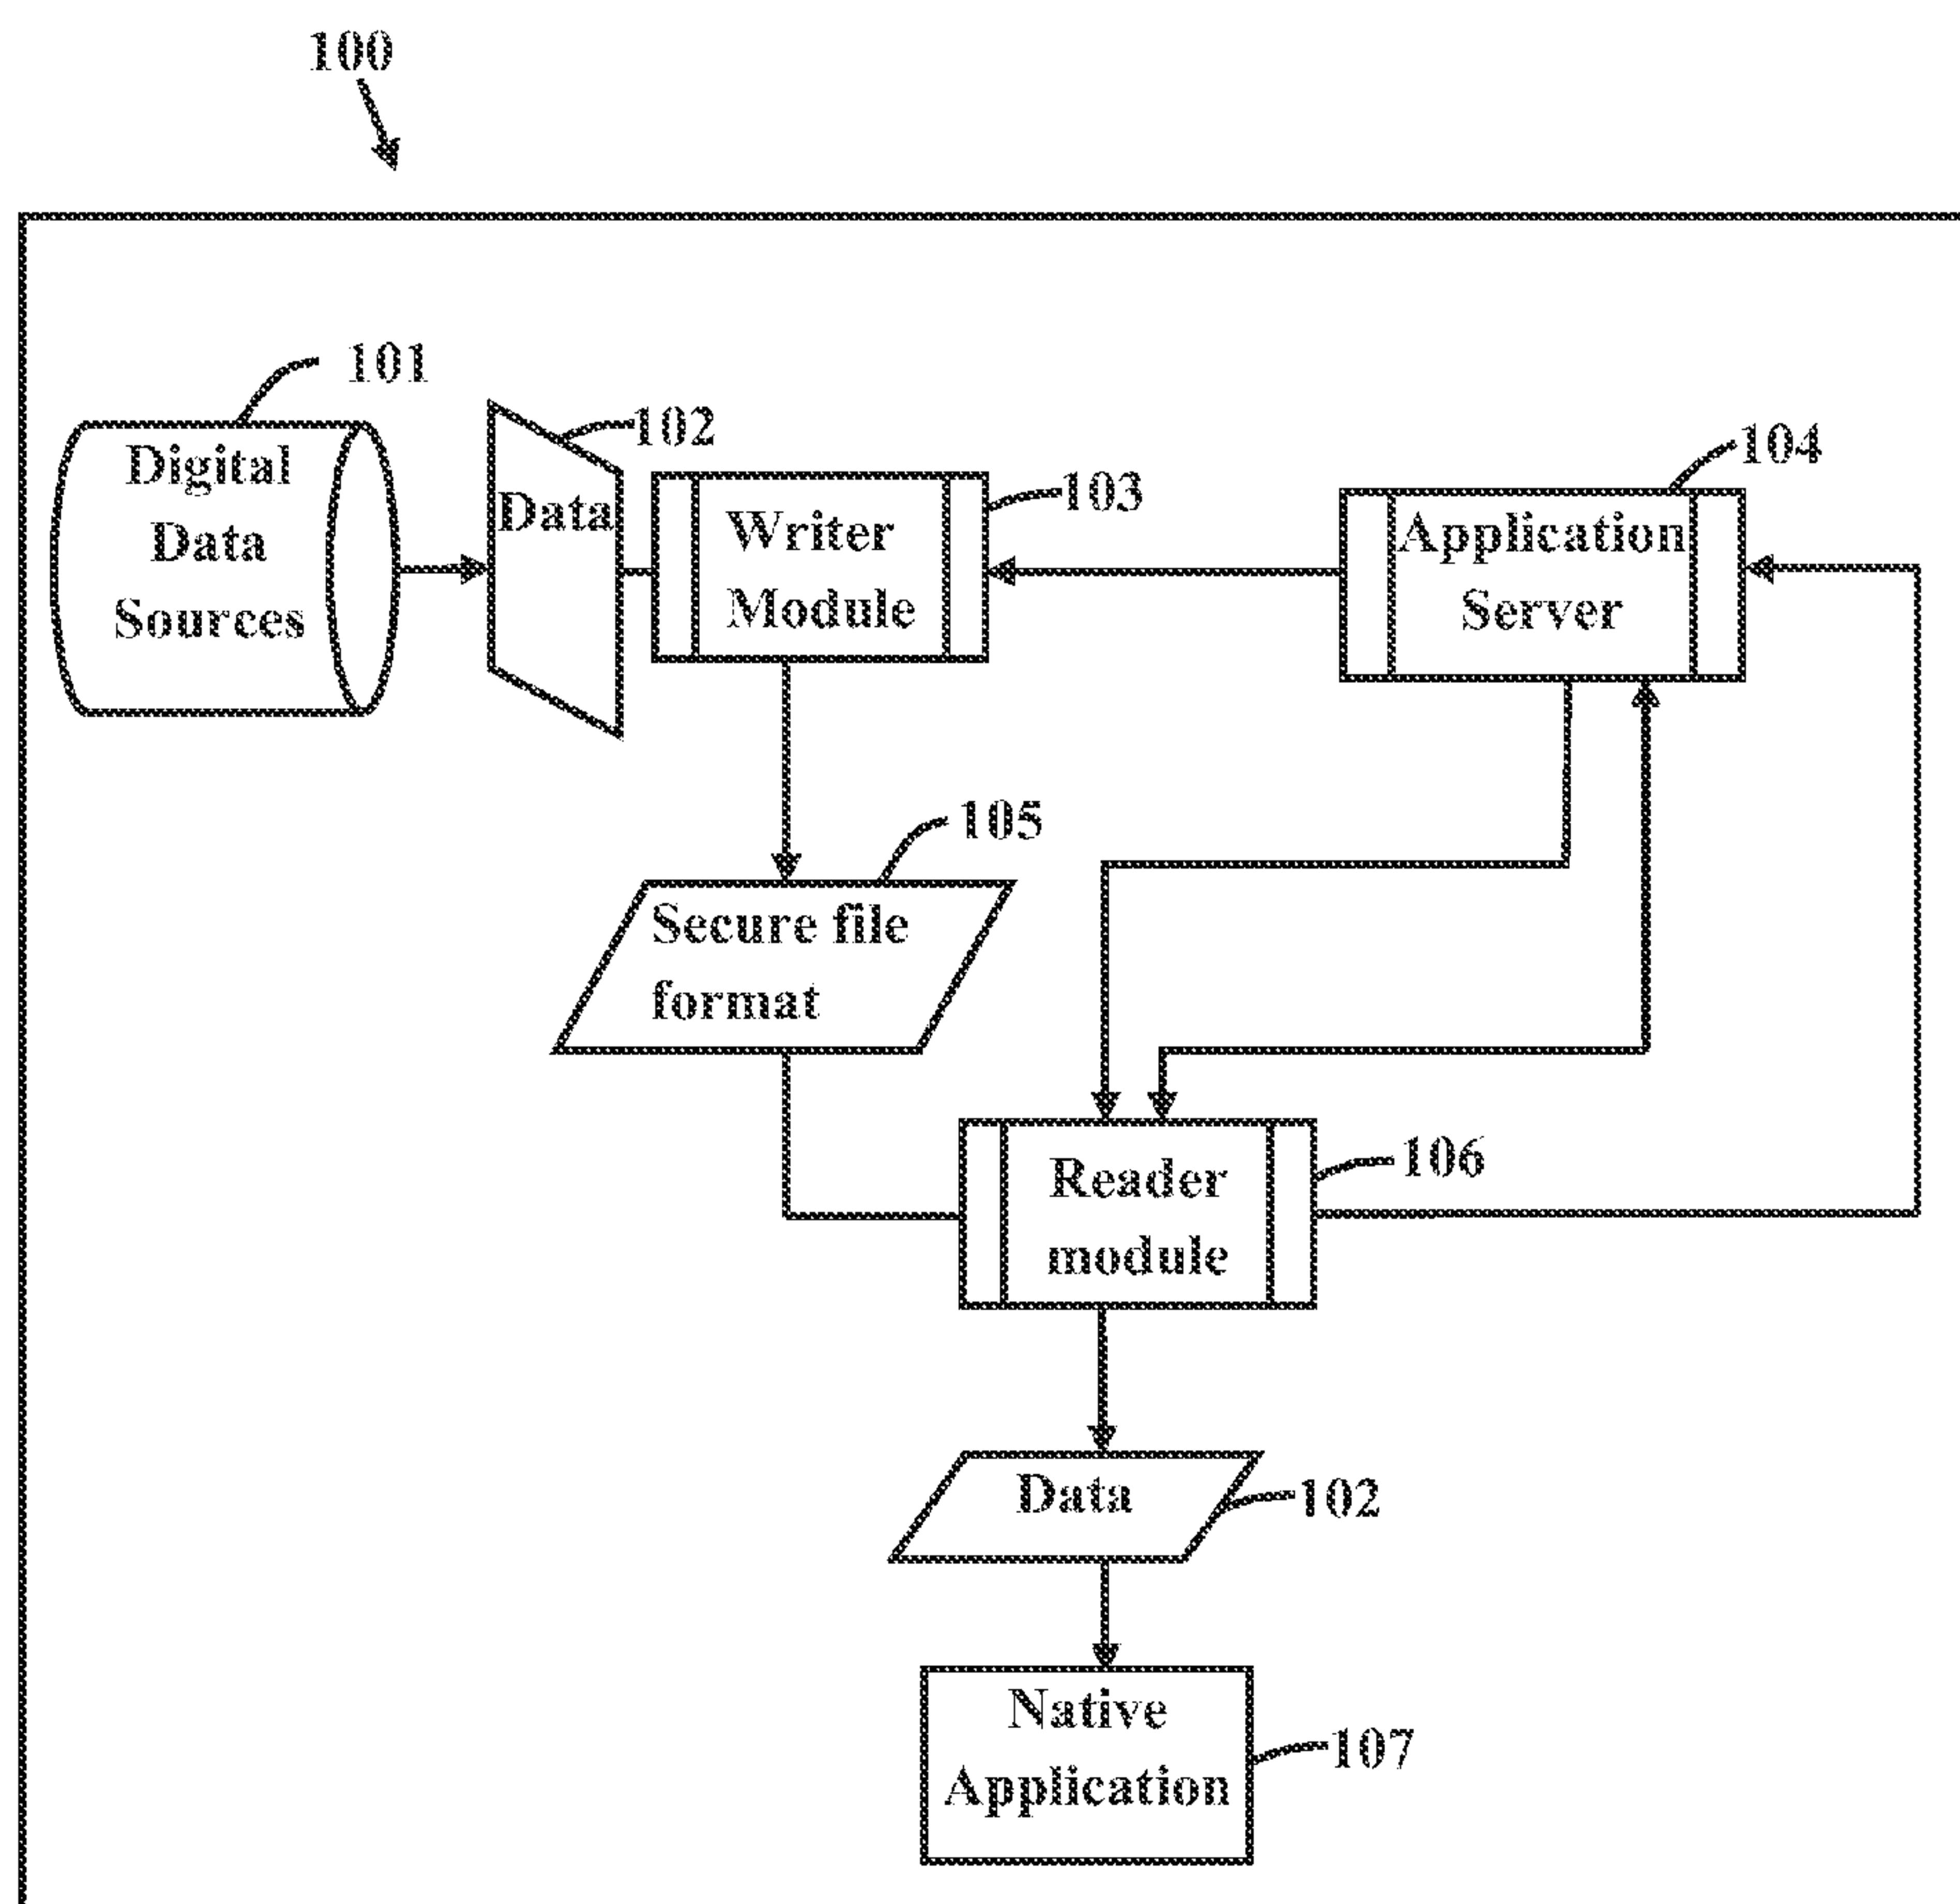 100
101
Digital
Data
Sources
102
Data
103
Writer
Module
104
Application
Server
105
Secure file
format
106
Reader
module
Data
102
Native
Application
107